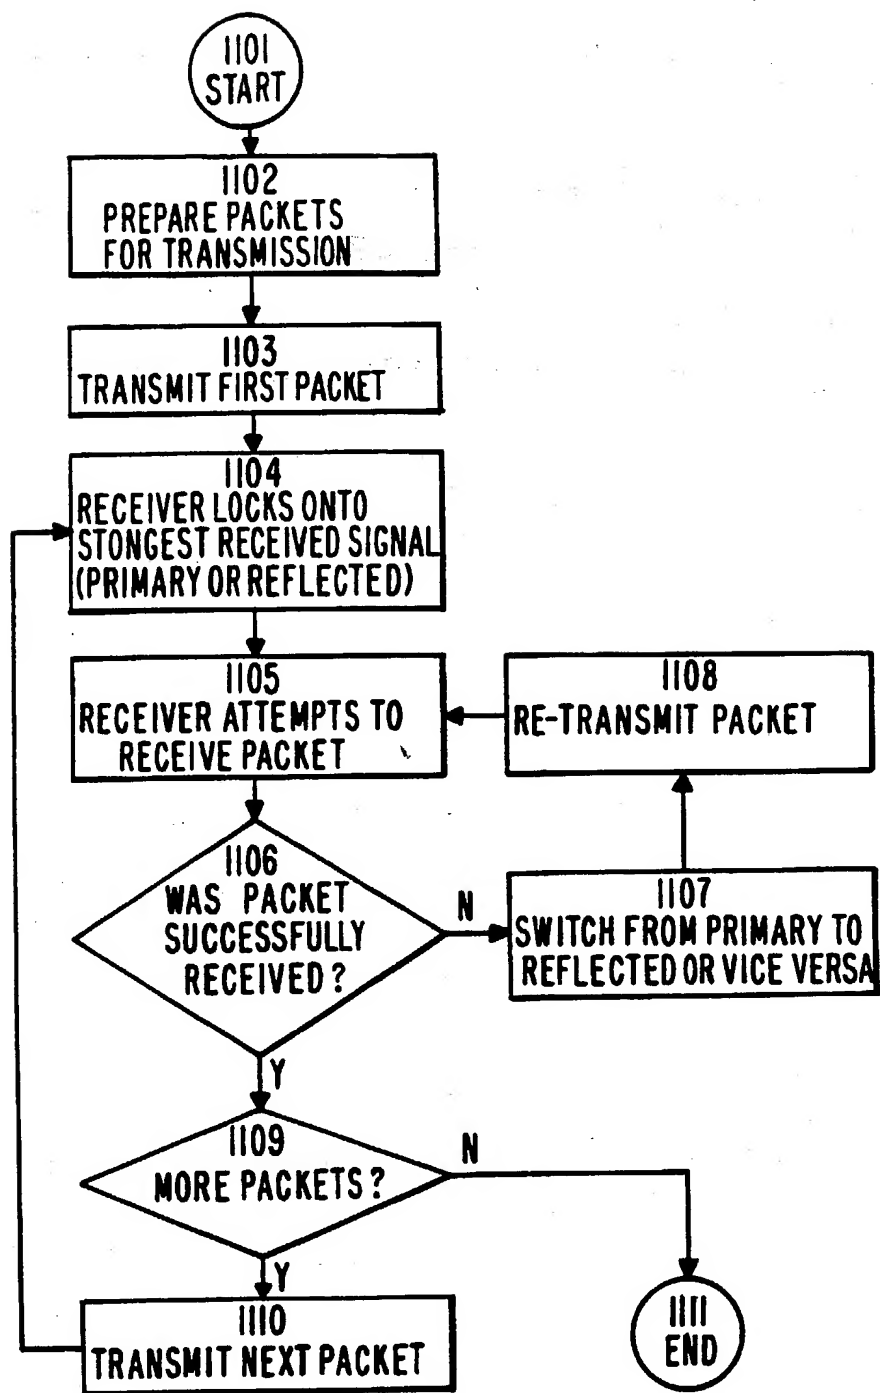 1101
START
1102
PREPARE PACKETS
FOR TRANSMISSION
1103
TRANSMIT FIRST PACKET
1104
RECEIVER LOCKS ONTO
STONGEST RECEIVED SIGNAL
(PRIMARY OR REFLECTED)
1105
RECEIVER ATTEMPTS TO
RECEIVE PACKET
1108
RE-TRANSMIT PACKET
1106
WAS PACKET
SUCCESSFULLY
RECEIVED?
N
1107
SWITCH FROM PRIMARY TO
REFLECTED OR VICE VERSA
Y
1109
MORE PACKETS?
N
Y
1110
TRANSMIT NEXT PACKET
1111
END